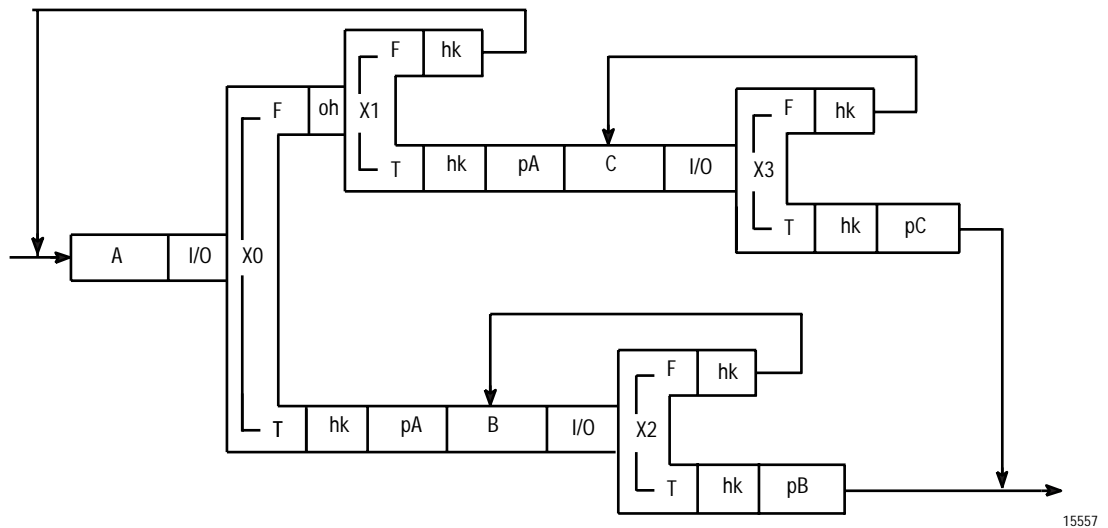 F hk
F oh X1
F hk
T hk pA C I/O X3
T hk pC
A I/O X0
F hk
T hk pA B I/O X2
T hk pB
15557